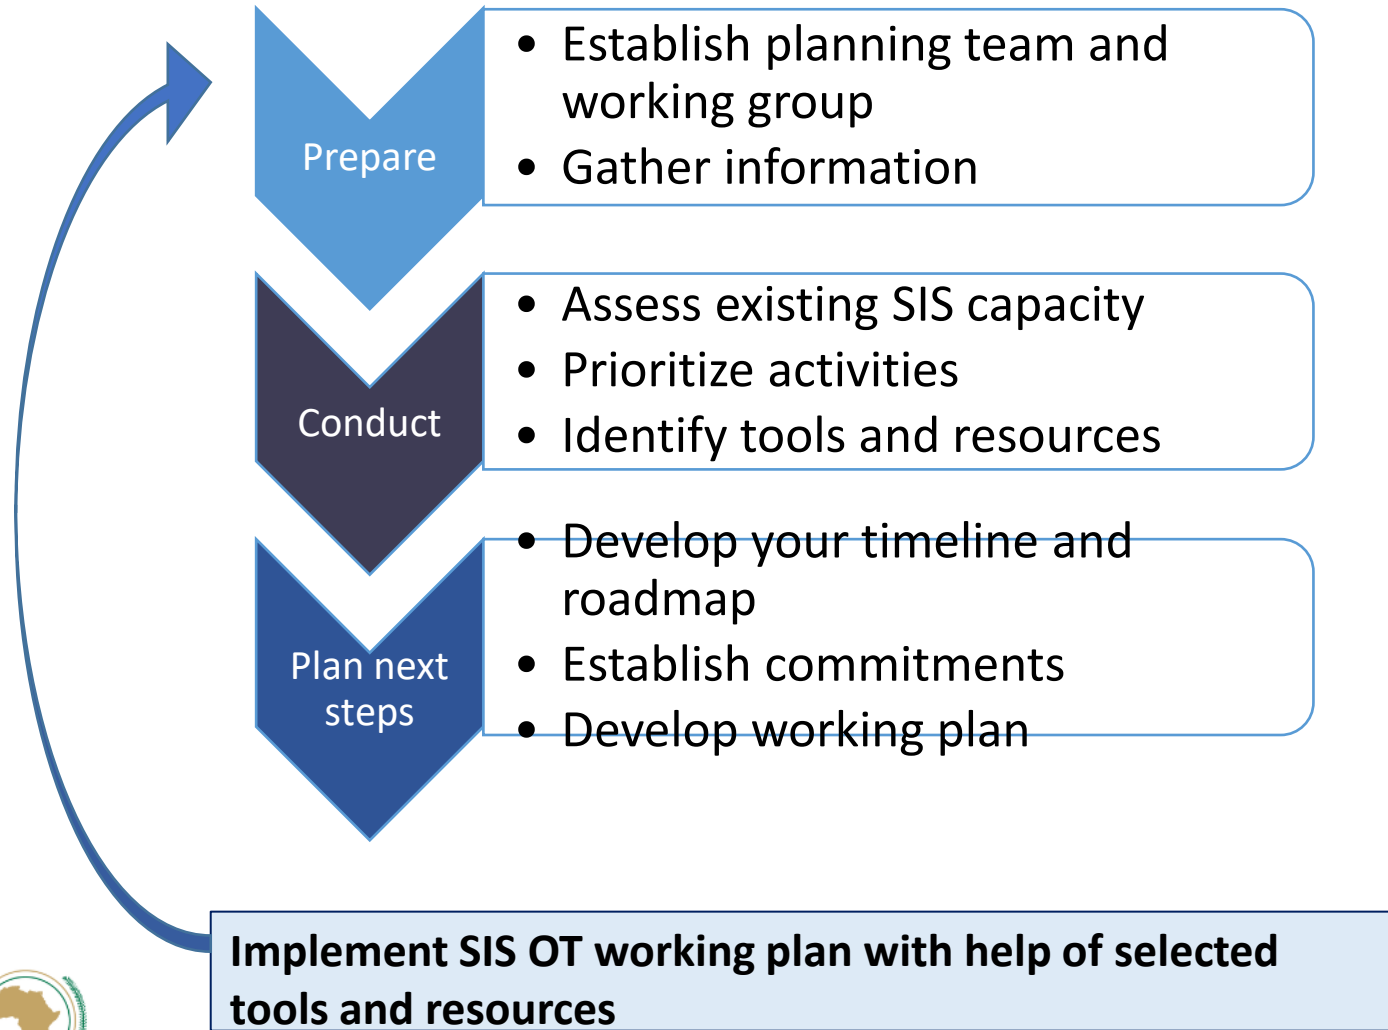 Prepare
• Establish planning team and
working group
• Gather information
Conduct
• Assess existing SIS capacity
• Prioritize activities
• Identify tools and resources
Plan next
steps
• Develop your timeline and
roadmap
• Establish commitments
• Develop working plan
Implement SIS OT working plan with help of selected
tools and resources